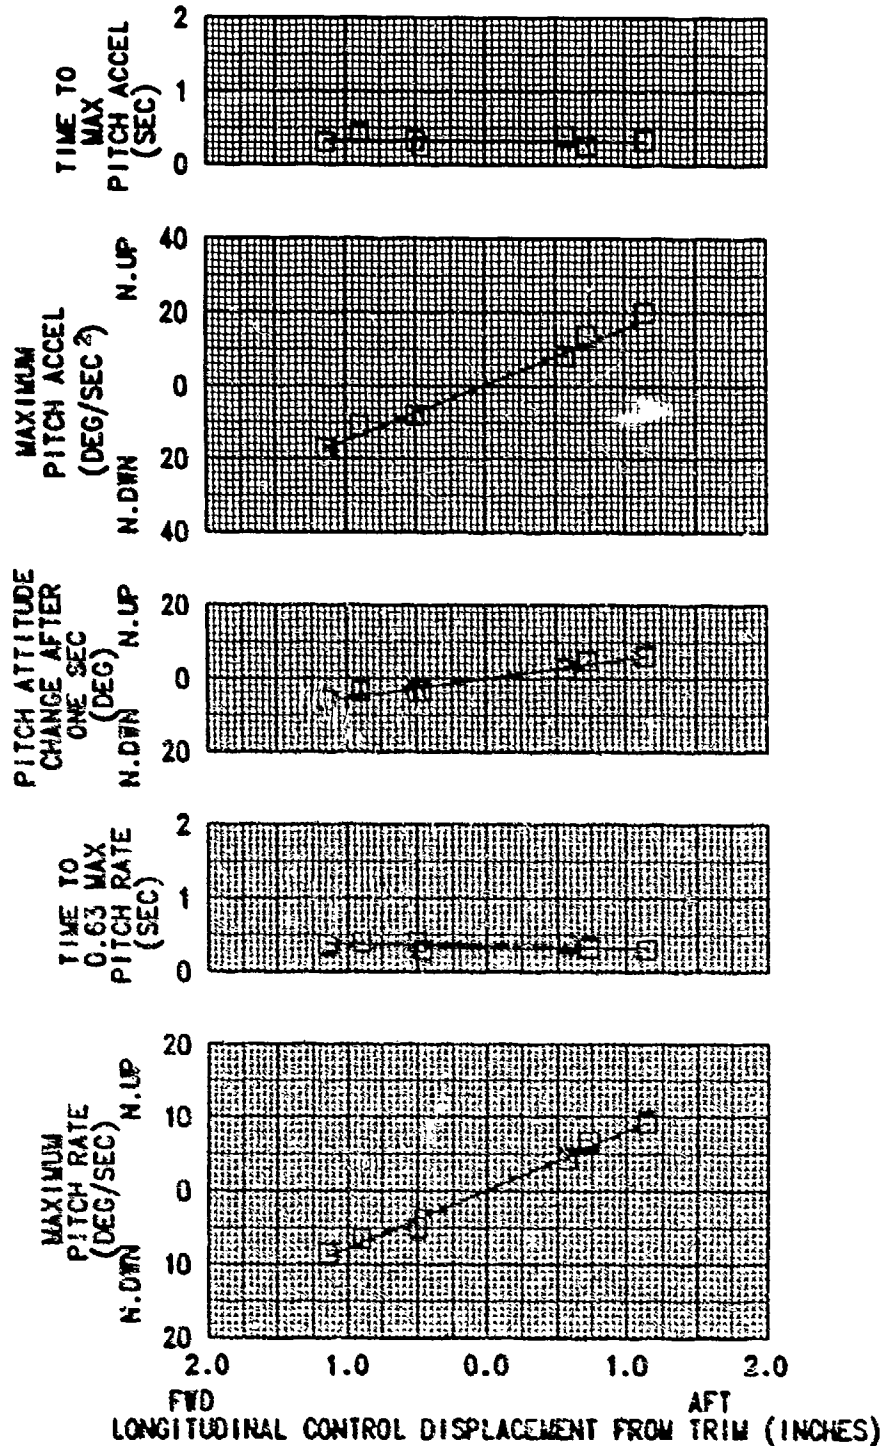 TIME TO
MAX
PITCH ACCEL
(SEC)
2
1
0
MAXIMUM
PITCH ACCEL
(DEG/SEC²)
N.DWN
N.UP
40
20
0
20
40
PITCH ATTITUDE
CHANGE AFTER
ONE SEC
(DEG)
N.DWN
N.UP
20
0
20
TIME TO
0.63 MAX
PITCH RATE
(SEC)
2
1
0
MAXIMUM
PITCH RATE
(DEG/SEC)
N.DWN
N.UP
20
10
0
10
20
2.0
1.0
0.0
1.0
2.0
FWD
AFT
LONGITUDINAL CONTROL DISPLACEMENT FROM TRIM (INCHES)